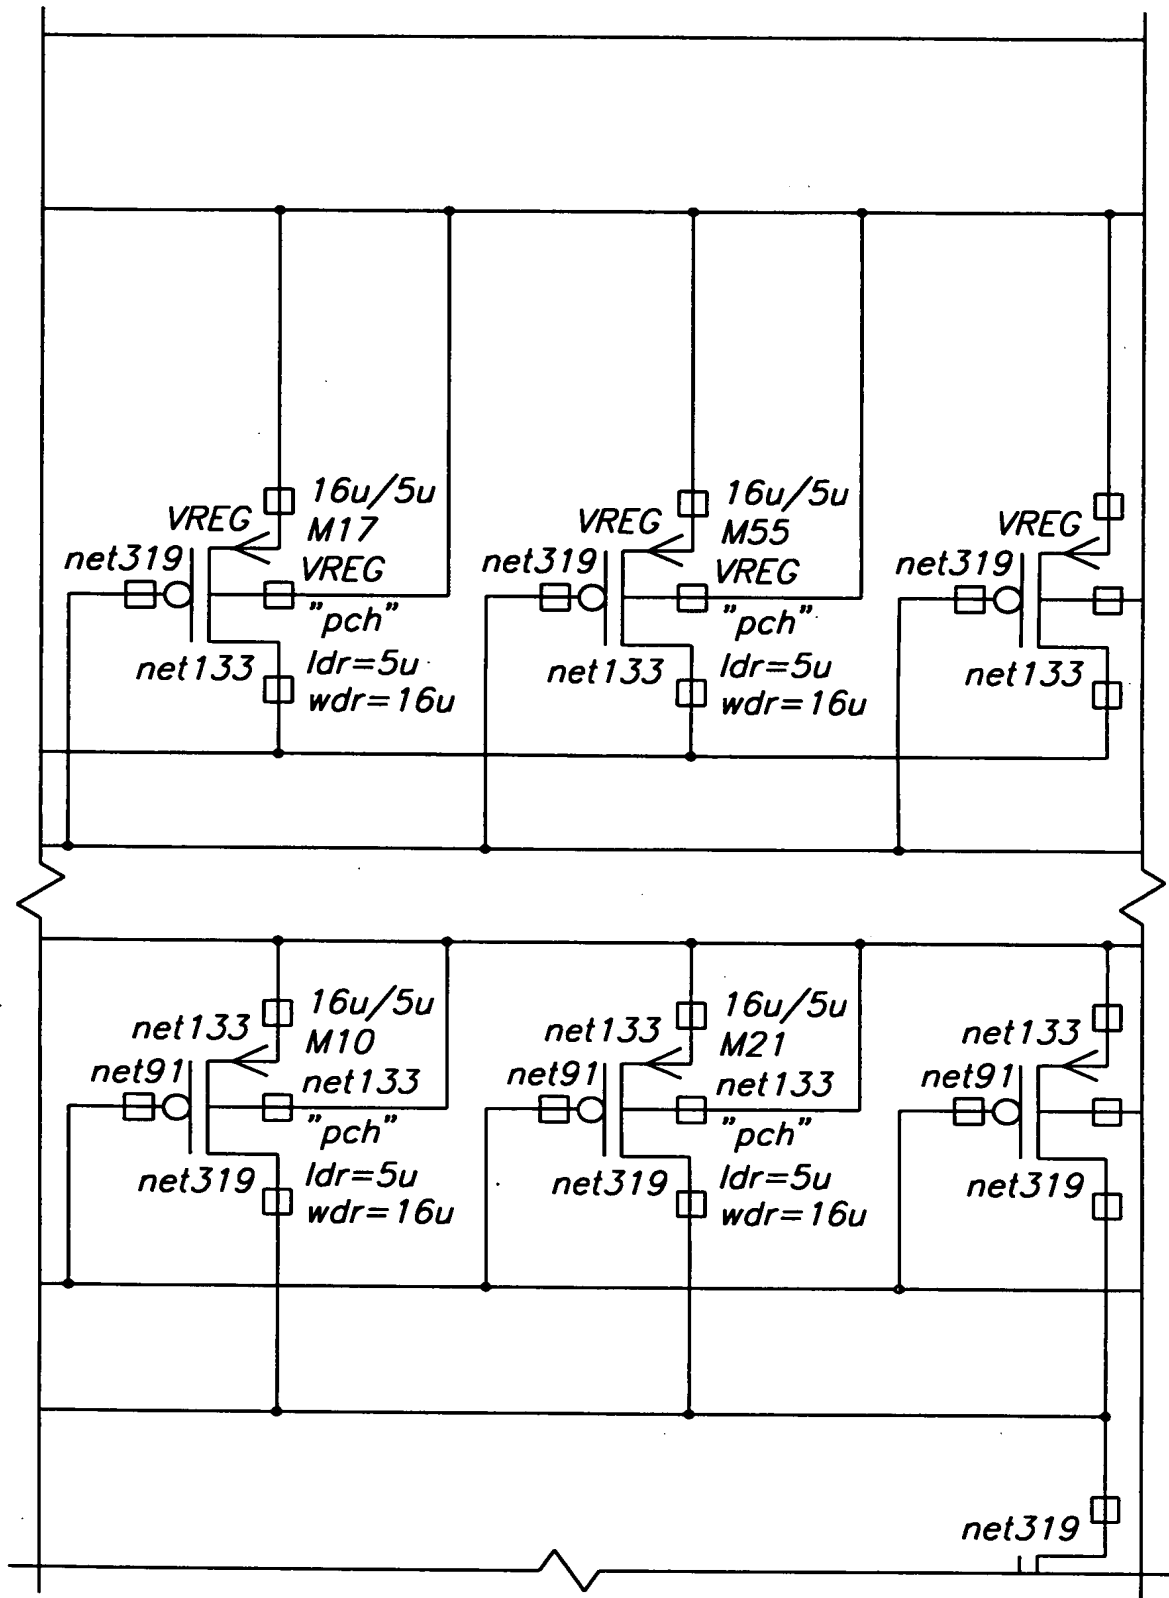 16u/5u
VREG M17
net319 VREG
"pch"
net133 ldr=5u
wdr=16u
16u/5u
VREG M55
net319 VREG
"pch"
net133 ldr=5u
wdr=16u
VREG
net319
net133
16u/5u
net133 M10
net91 net133
"pch"
net319 ldr=5u
wdr=16u
16u/5u
net133 M21
net91 net133
"pch"
net319 ldr=5u
wdr=16u
net133
net91
net319
net319